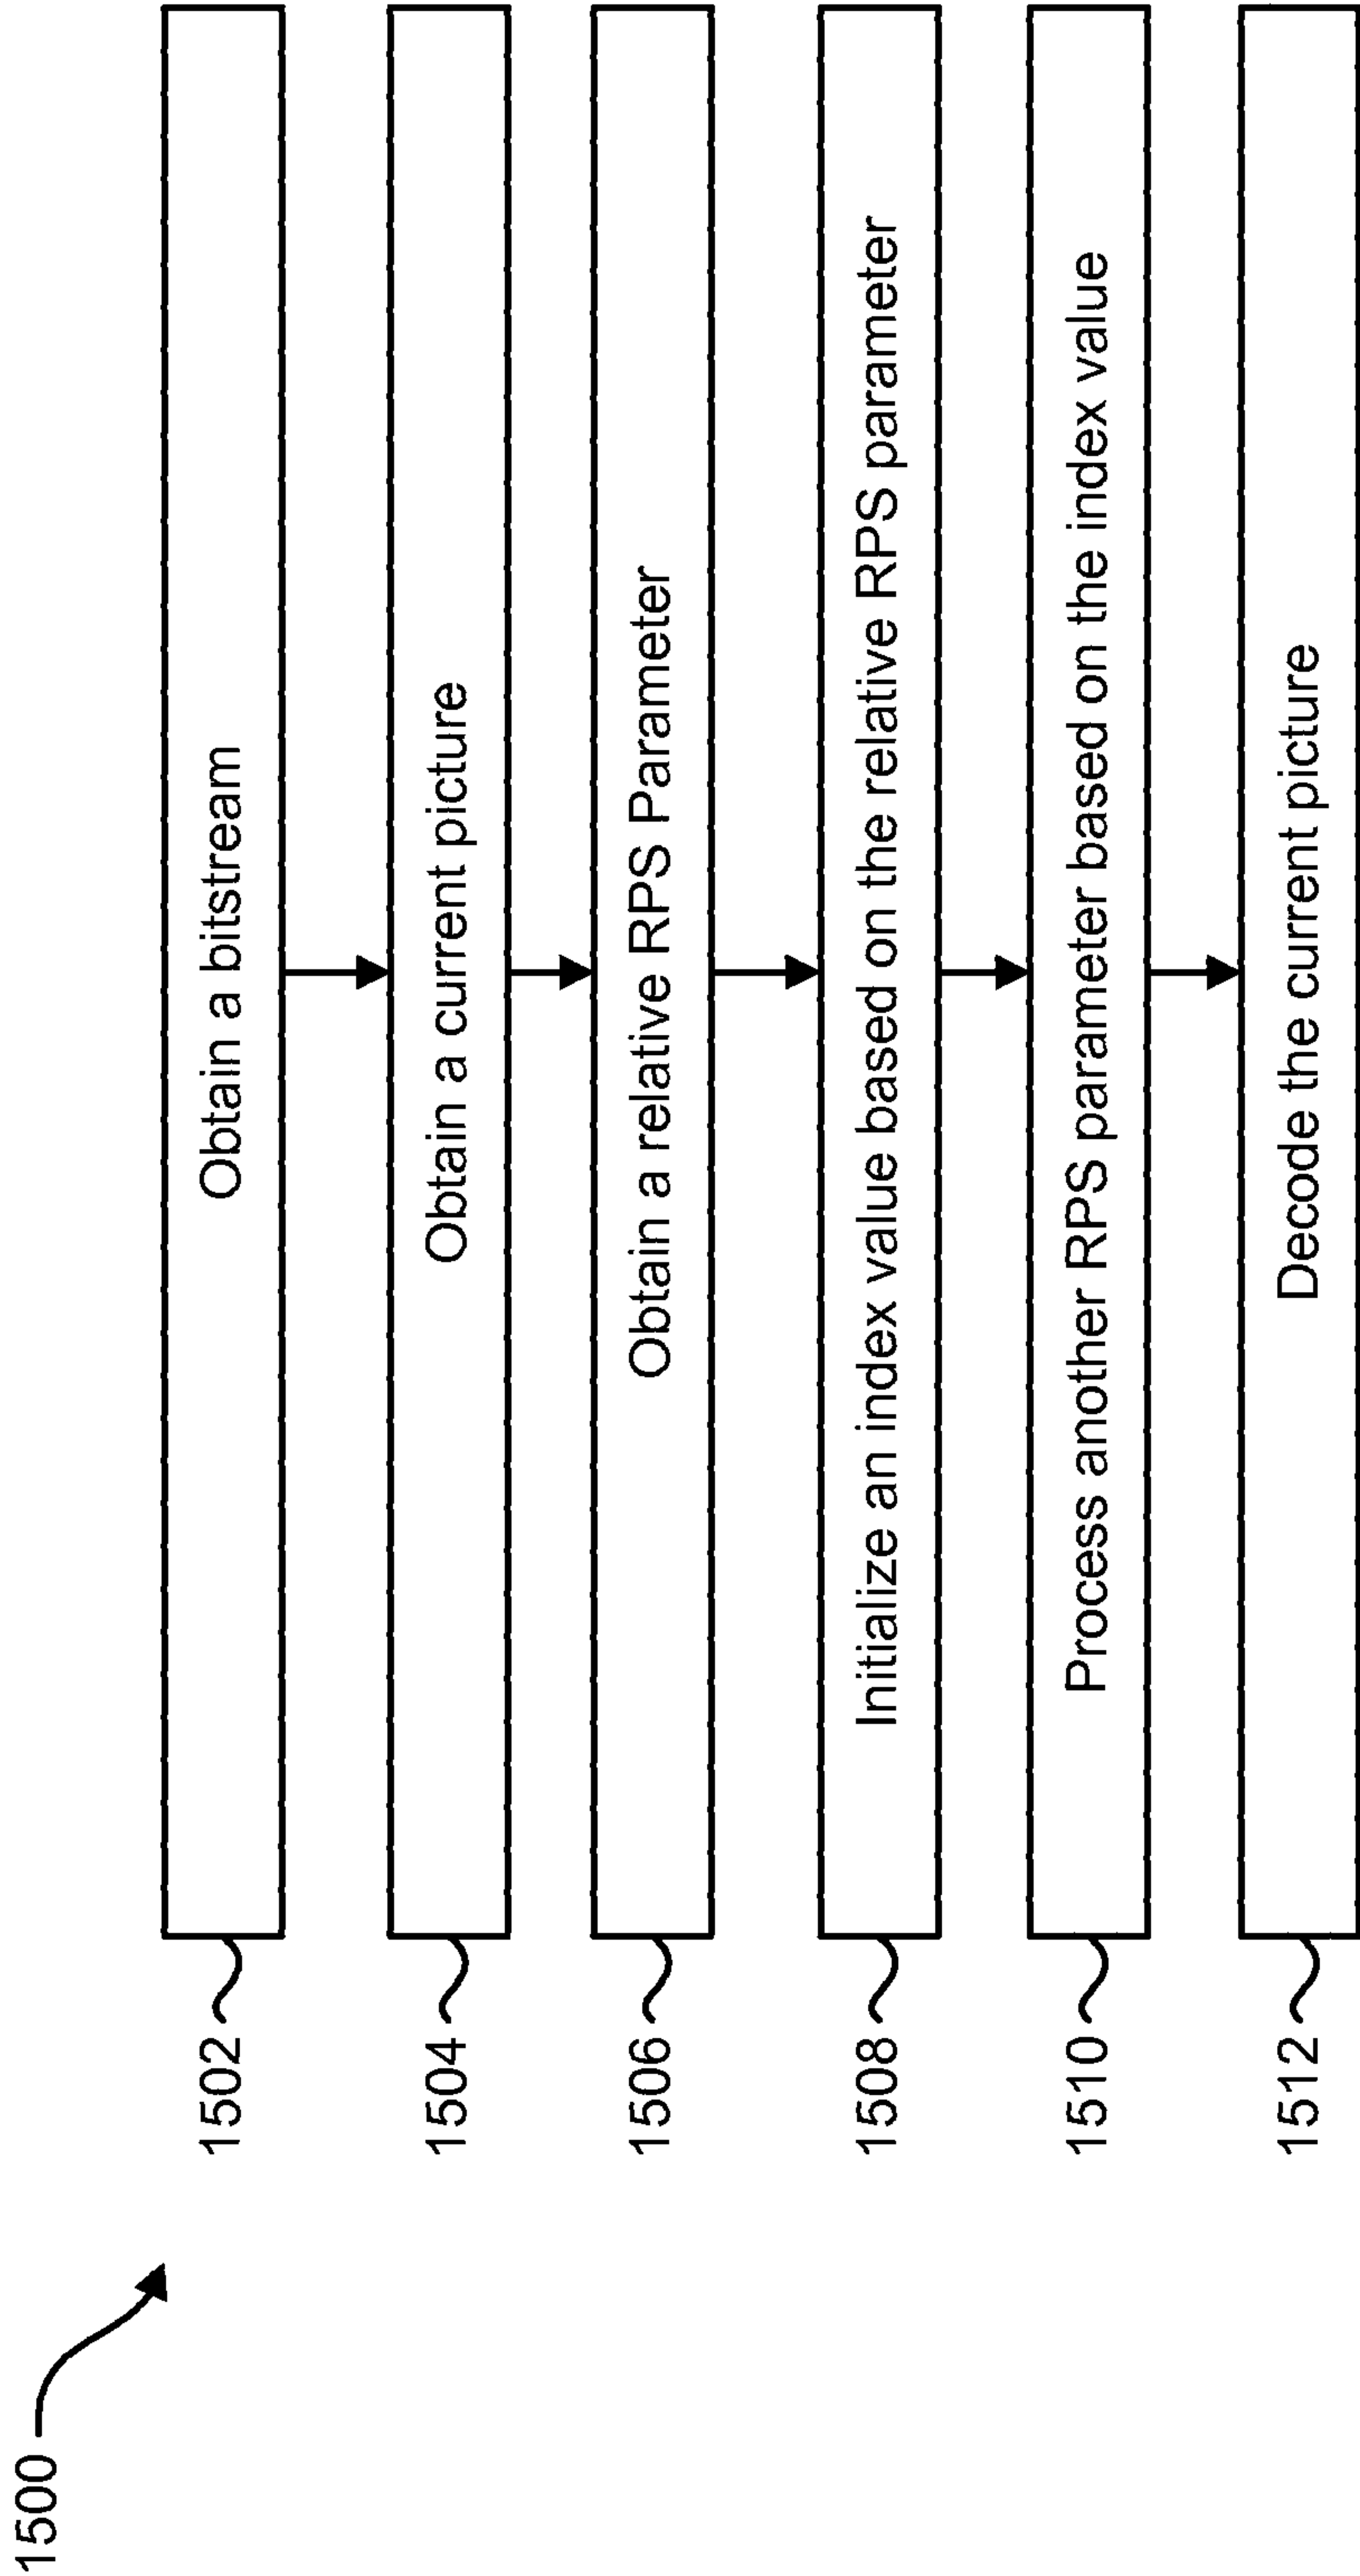 1500
1502
Obtain a bitstream
1504
Obtain a current picture
1506
Obtain a relative RPS Parameter
1508
Initialize an index value based on the relative RPS parameter
1510
Process another RPS parameter based on the index value
1512
Decode the current picture